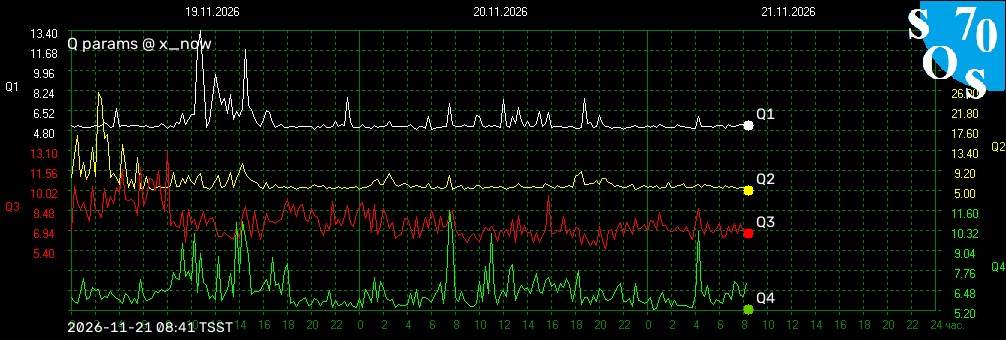 19.11.2026 20.11.2026 21.11.2026
S 70
O S
Q params @ x_now
13.40
11.68
9.96
Q1
8.24
6.52
4.80
13.10
11.56
10.02
Q3
8.48
6.94
5.40
Q1
Q2
Q3
Q4
21.80
17.60
Q2
13.40
9.20
5.00
11.60
10.32
9.04
Q4
7.76
6.48
5.20
2026-11-21 08:41 TSST
14 16 18 20 22 0 2 4 6 8 10 12 14 16 18 20 22 0 2 4 6 8 10 12 14 16 18 20 22 24 час.